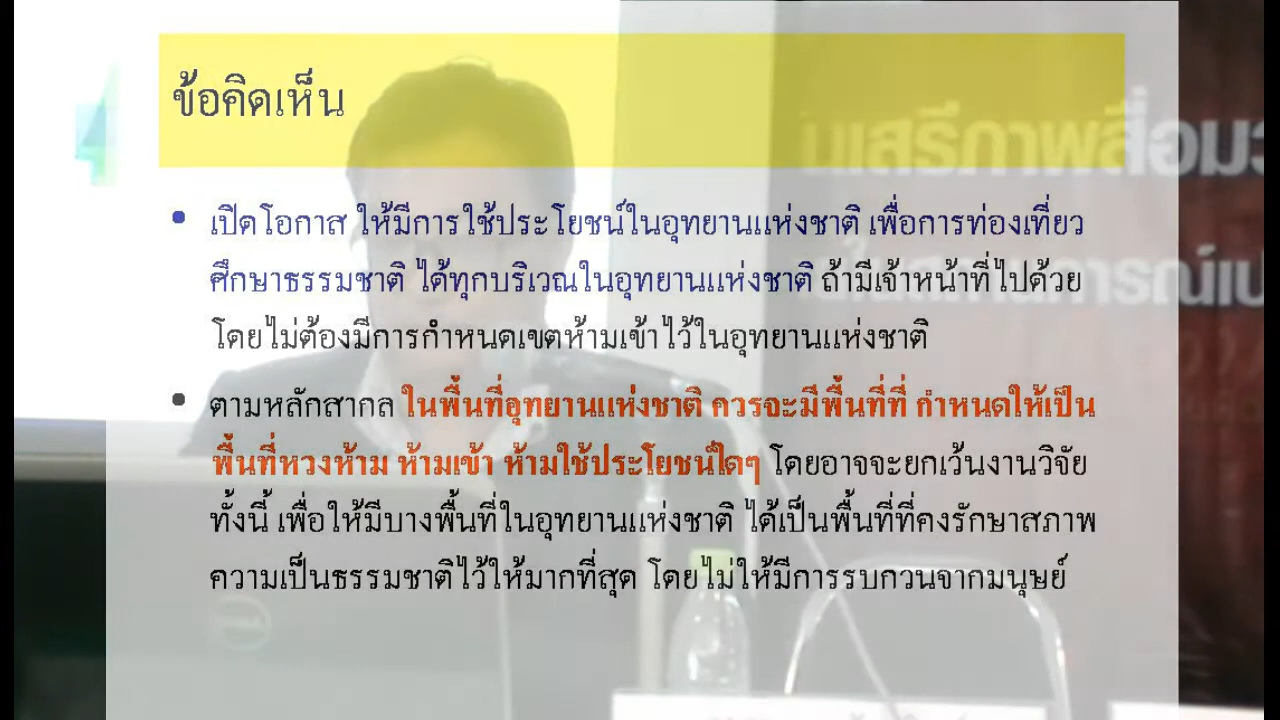 ข้อคิดเห็น
• เปิดโอกาส ให้มีการใช้ประโยชน์ในอุทยานแห่งชาติ เพื่อการท่องเที่ยว
ศึกษาธรรมชาติ ได้ทุกบริเวณในอุทยานแห่งชาติ ถ้ามีเจ้าหน้าที่ไปด้วย
โดยไม่ต้องมีการกำหนดเขตห้ามเข้าไว้ในอุทยานแห่งชาติ
• ตามหลักสากล ในพื้นที่อุทยานแห่งชาติ ควรจะมีพื้นที่ที่ กำหนดให้เป็น
พื้นที่หวงห้าม ห้ามเข้า ห้ามใช้ประโยชน์ใดๆ โดยอาจจะยกเว้นงานวิจัย
ทั้งนี้ เพื่อให้มีบางพื้นที่ในอุทยานแห่งชาติ ได้เป็นพื้นที่ที่คงรักษาสภาพ
ความเป็นธรรมชาติไว้ให้มากที่สุด โดยไม่ให้มีการรบกวนจากมนุษย์
เสรีภาพสื่อมว